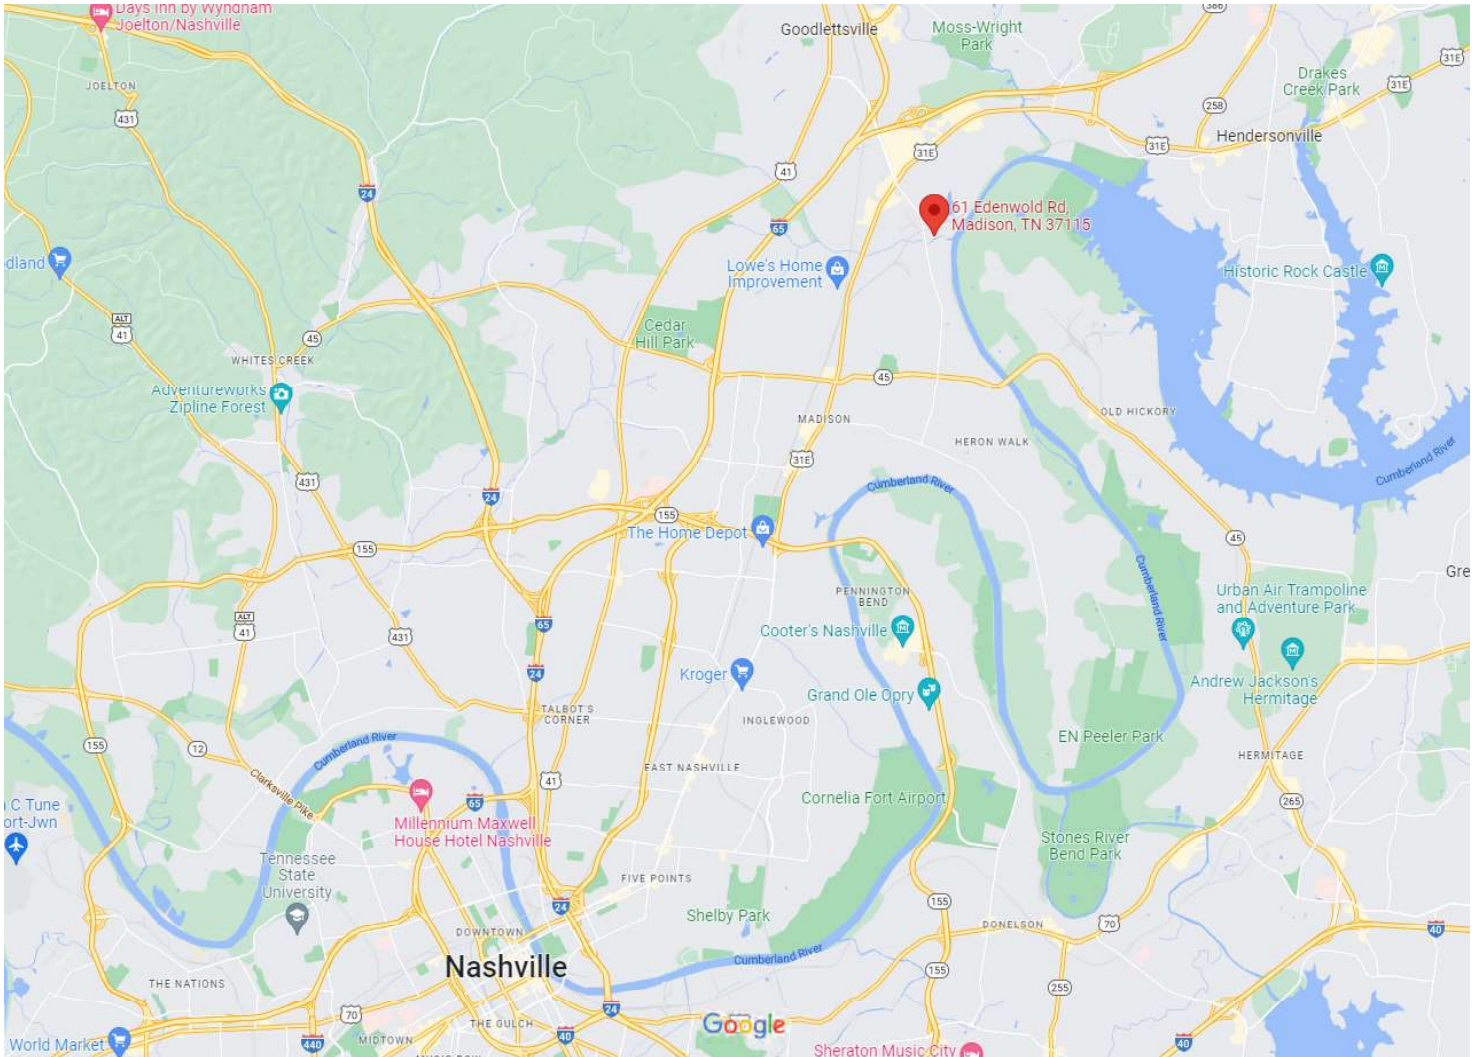 Days Inn by Wyndham
Joelton/Nashville
Goodlettsville
Moss-Wright
Park
386
31E
Drakes
Creek Park
31E
JOELTON
431
258
Hendersonville
41
31E
31E
24
61 Edenwold Rd,
Madison, TN 37115
65
odland
Lowe's Home
Improvement
Historic Rock Castle
ALT
41
45
Cedar
Hill Park
WHITES CREEK
Adventureworks
Zipline Forest
45
MADISON
OLD HICKORY
HERON WALK
31E
Cumberland River
431
Cumberland River
24
155
The Home Depot
45
155
Cumberland River
Gre
PENNINGTON
BEND
Urban Air Trampoline
and Adventure Park
ALT
41
431
65
Cooter's Nashville
24
Kroger
Grand Ole Opry
Andrew Jackson's
Hermitage
TALBOT'S
CORNER
INGLEWOOD
155
12
Cumberland River
EN Peeler Park
HERMITAGE
EAST NASHVILLE
41
Clarksville Pike
65
Cornelia Fort Airport
265
C Tune
ort-Jwn
Millennium Maxwell
House Hotel Nashville
Stones River
Bend Park
Tennessee
State
University
FIVE POINTS
24
155
Shelby Park
DONELSON
70
40
DOWNTOWN
Nashville
Cumberland River
155
THE NATIONS
255
24
70
THE GULCH
Google
World Market
440
MIDTOWN
40
40
MUSIC ROW
Sheraton Music City